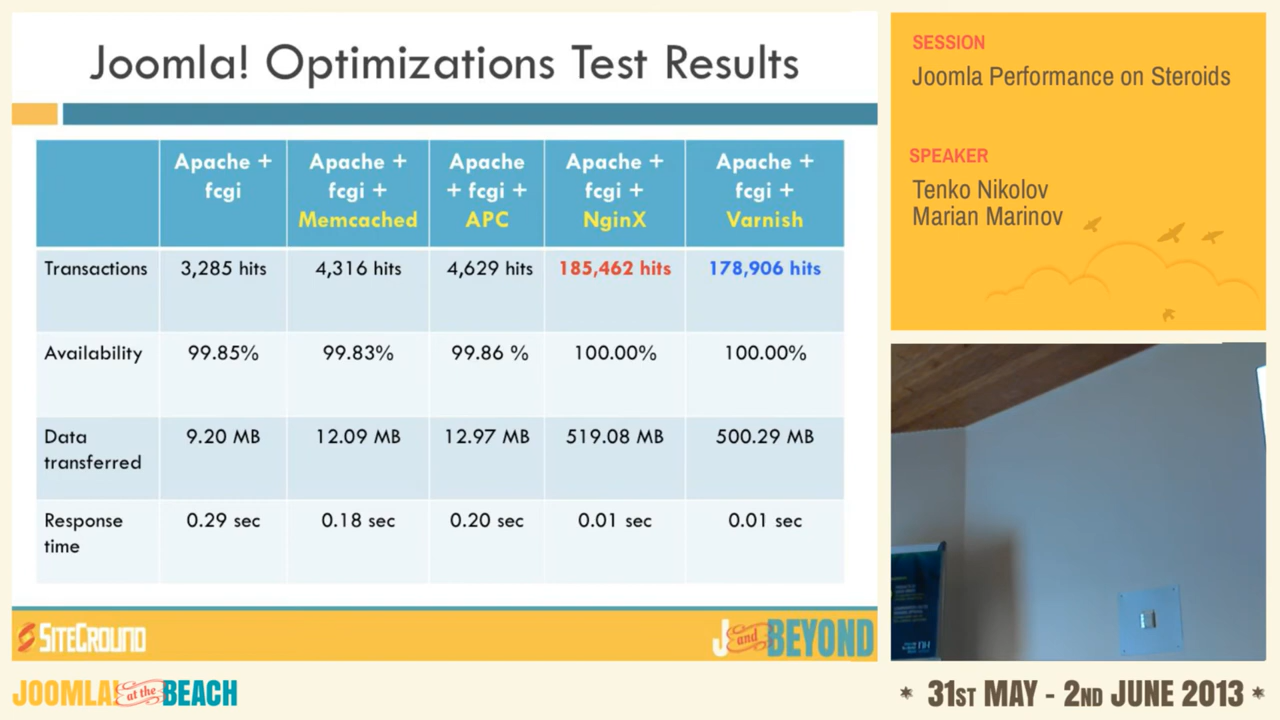 Joomla! Optimizations Test Results
Apache +
fcgi
Apache +
fcgi +
Memcached
Apache
+ fcgi +
APC
Apache +
fcgi +
NginX
Apache +
fcgi +
Varnish
Transactions
3,285 hits
4,316 hits
4,629 hits
185,462 hits
178,906 hits
Availability
99.85%
99.83%
99.86 %
100.00%
100.00%
Data
transferred
9.20 MB
12.09 MB
12.97 MB
519.08 MB
500.29 MB
Response
time
0.29 sec
0.18 sec
0.20 sec
0.01 sec
0.01 sec
SITEGROUND
J and BEYOND
SESSION
Joomla Performance on Steroids
SPEAKER
Tenko Nikolov
Marian Marinov
JOOMLA! at the BEACH
* 31ST MAY - 2ND JUNE 2013 *